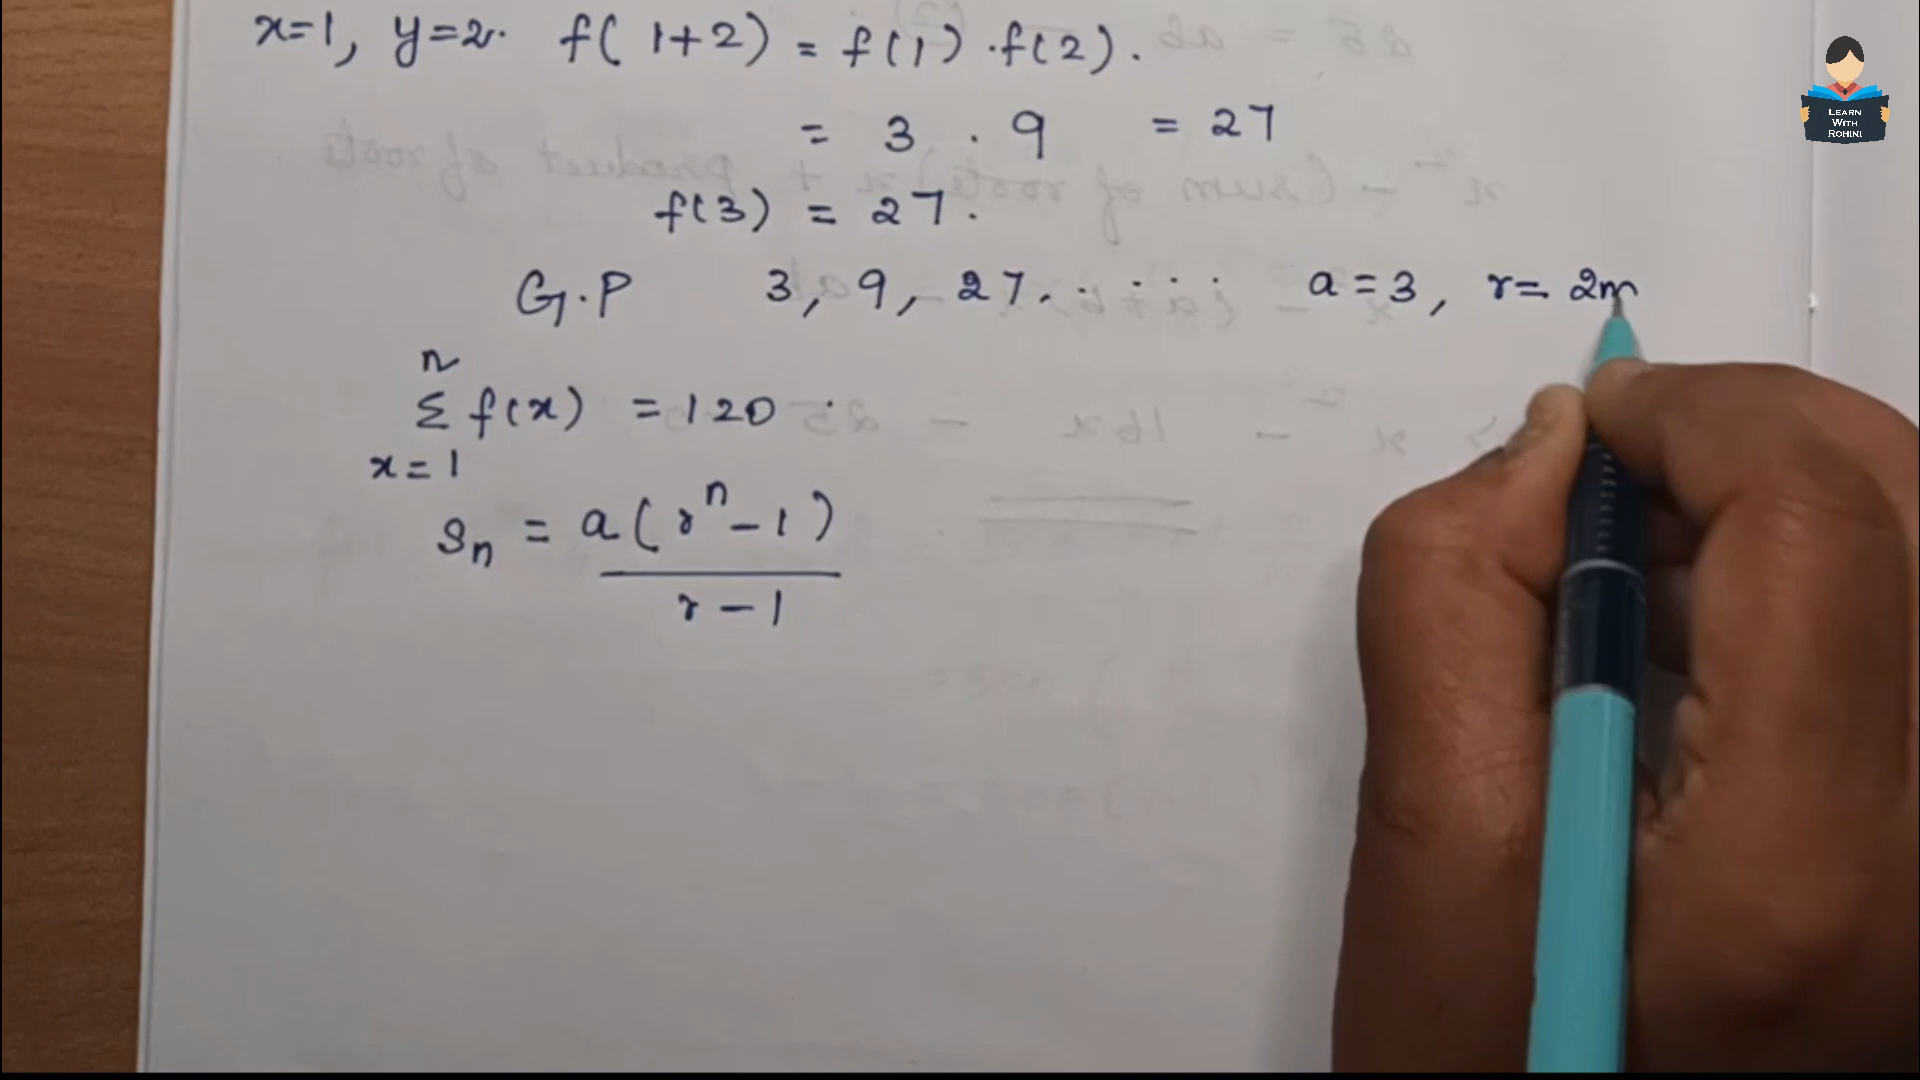 x=1, y=2. f(1+2) = f(1).f(2).
= 3 . 9 = 27
f(3) = 27.
G.P 3, 9, 27. . . . . a=3, r= 2m
n
Σ f(x) = 120
x=1
Sn = a(r^n - 1)
r - 1
LEARN
WITH
ROHINI